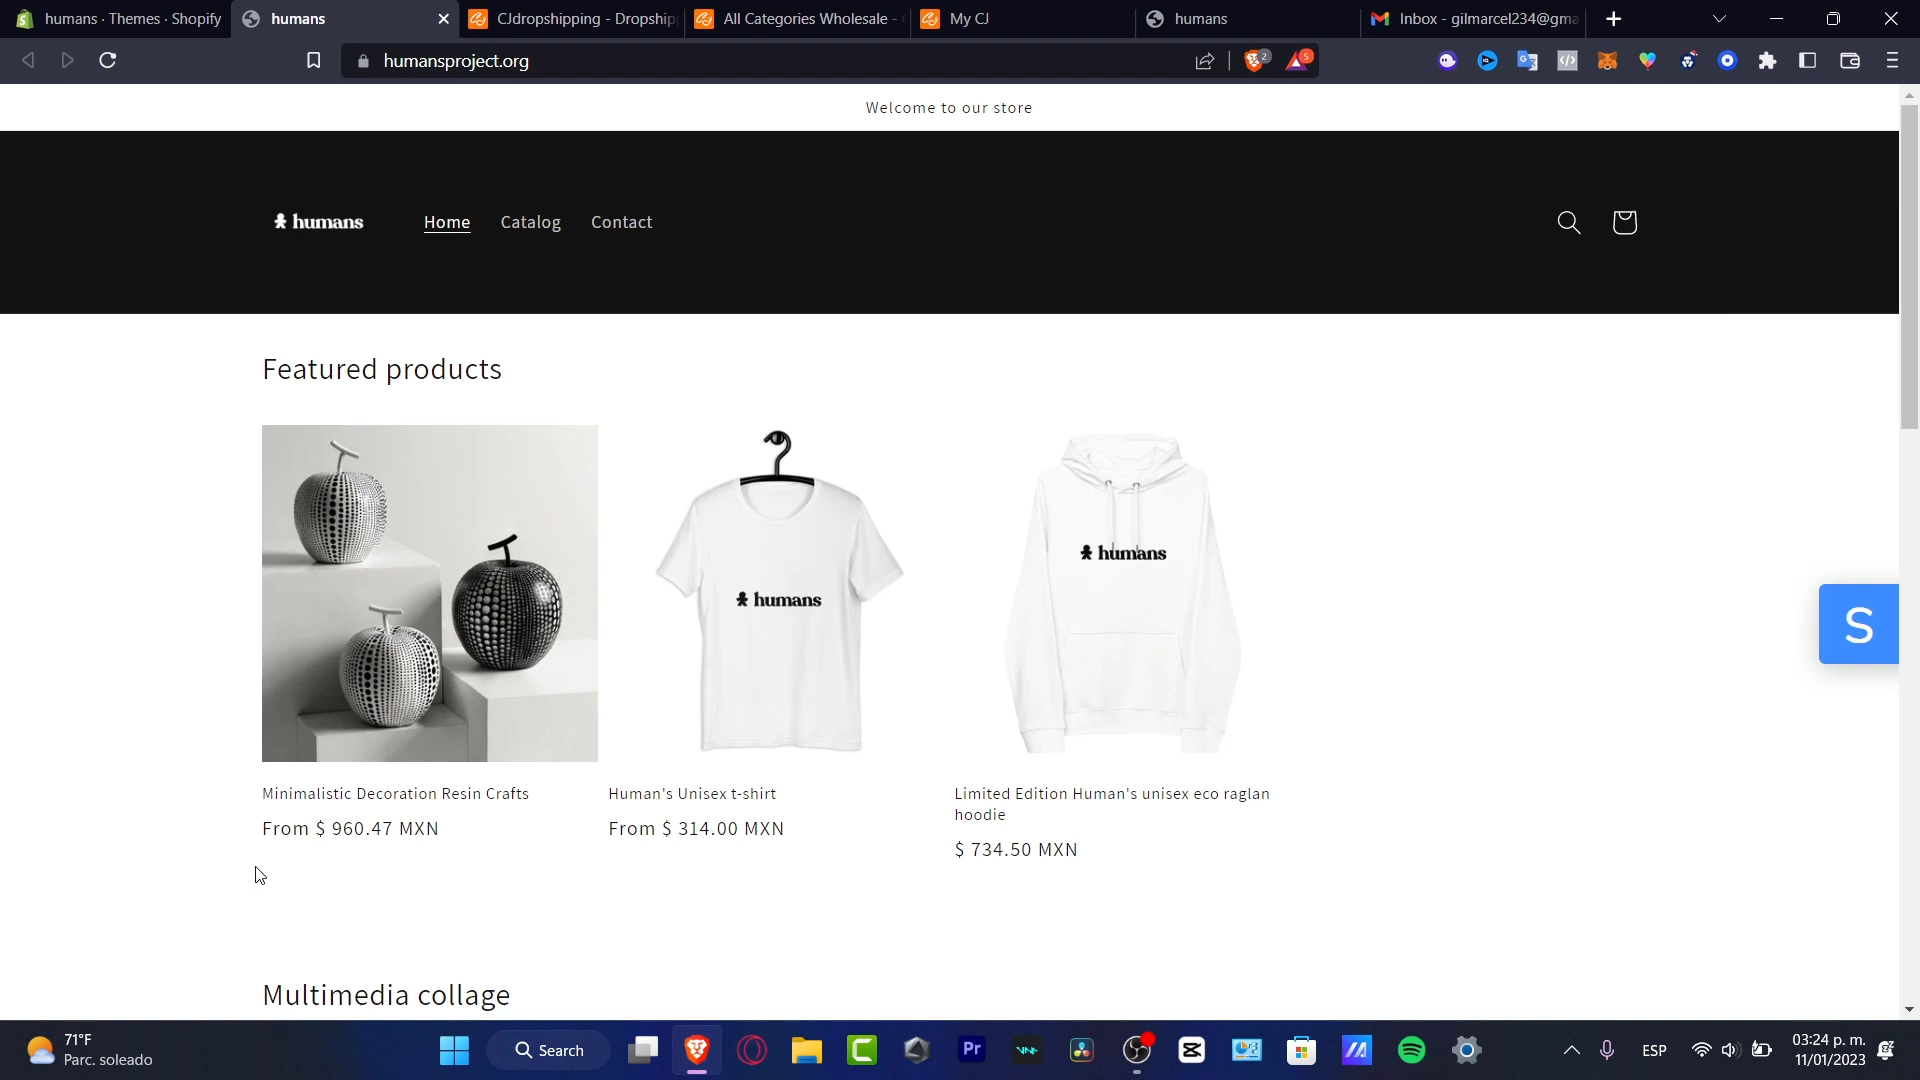 humans · Themes · Shopify
humans
CJdropshipping - Dropship
All Categories Wholesale -
My CJ
humans
Inbox - gilmarcel234@gma
humansproject.org
2
5
Welcome to our store
humans
Home
Catalog
Contact
Featured products
humans
humans
Minimalistic Decoration Resin Crafts
From $ 960.47 MXN
Human's Unisex t-shirt
From $ 314.00 MXN
Limited Edition Human's unisex eco raglan
hoodie
$ 734.50 MXN
S
Multimedia collage
71°F
Parc. soleado
Search
Pr
ESP
03:24 p. m.
11/01/2023